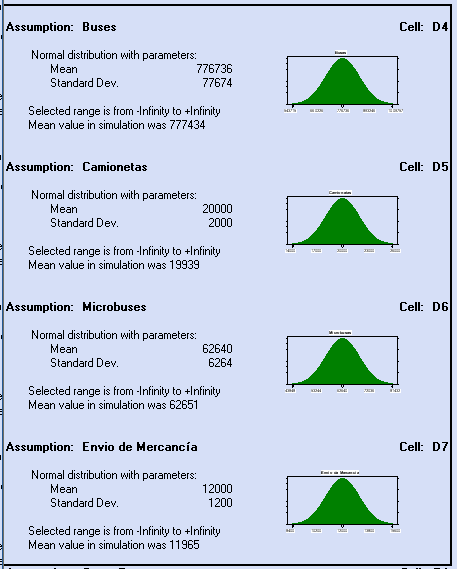 Assumption: Buses Cell: D4
Normal distribution with parameters:
Mean 776736
Standard Dev. 77674
Selected range is from -Infinity to +Infinity
Mean value in simulation was 777434
Buses
Assumption: Camionetas Cell: D5
Normal distribution with parameters:
Mean 20000
Standard Dev. 2000
Selected range is from -Infinity to +Infinity
Mean value in simulation was 19939
Camionetas
Assumption: Microbuses Cell: D6
Normal distribution with parameters:
Mean 62640
Standard Dev. 6264
Selected range is from -Infinity to +Infinity
Mean value in simulation was 62651
Microbuses
Assumption: Envio de Mercancía Cell: D7
Normal distribution with parameters:
Mean 12000
Standard Dev. 1200
Selected range is from -Infinity to +Infinity
Mean value in simulation was 11965
Envio de Mercancía